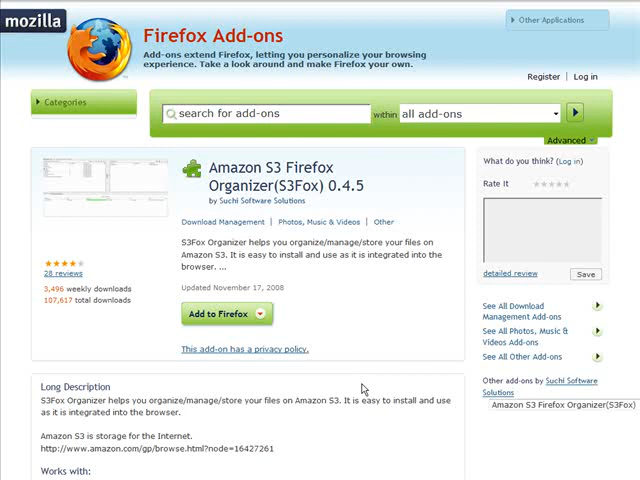 mozilla
Firefox Add-ons
Add-ons extend Firefox, letting you personalize your browsing
experience. Take a look around and make Firefox your own.
Other Applications
Register | Log in
Categories
search for add-ons within all add-ons
Advanced
Amazon S3 Firefox
Organizer(S3Fox) 0.4.5
by Suchi Software Solutions
Download Management | Photos, Music & Videos | Other
S3Fox Organizer helps you organize/manage/store your files on
Amazon S3. It is easy to install and use as it is integrated into the
browser. ...
Updated November 17, 2008
Add to Firefox
This add-on has a privacy policy.
28 reviews
3,496 weekly downloads
107,617 total downloads
What do you think? (Log in)
Rate It
detailed review
Save
See All Download
Management Add-ons
See All Photos, Music &
Videos Add-ons
See All Other Add-ons
Other add-ons by Suchi Software
Solutions
Amazon S3 Firefox Organizer(S3Fox)
Long Description
S3Fox Organizer helps you organize/manage/store your files on Amazon S3. It is easy to install and use
as it is integrated into the browser.
Amazon S3 is storage for the Internet.
http://www.amazon.com/gp/browse.html?node=16427261
Works with: